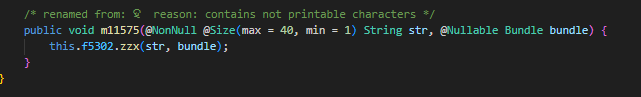 /* renamed from: ჴ reason: contains not printable characters */
public void m11575(@NonNull @Size(max = 40, min = 1) String str, @Nullable Bundle bundle) {
this.f5302.zzx(str, bundle);
}
}